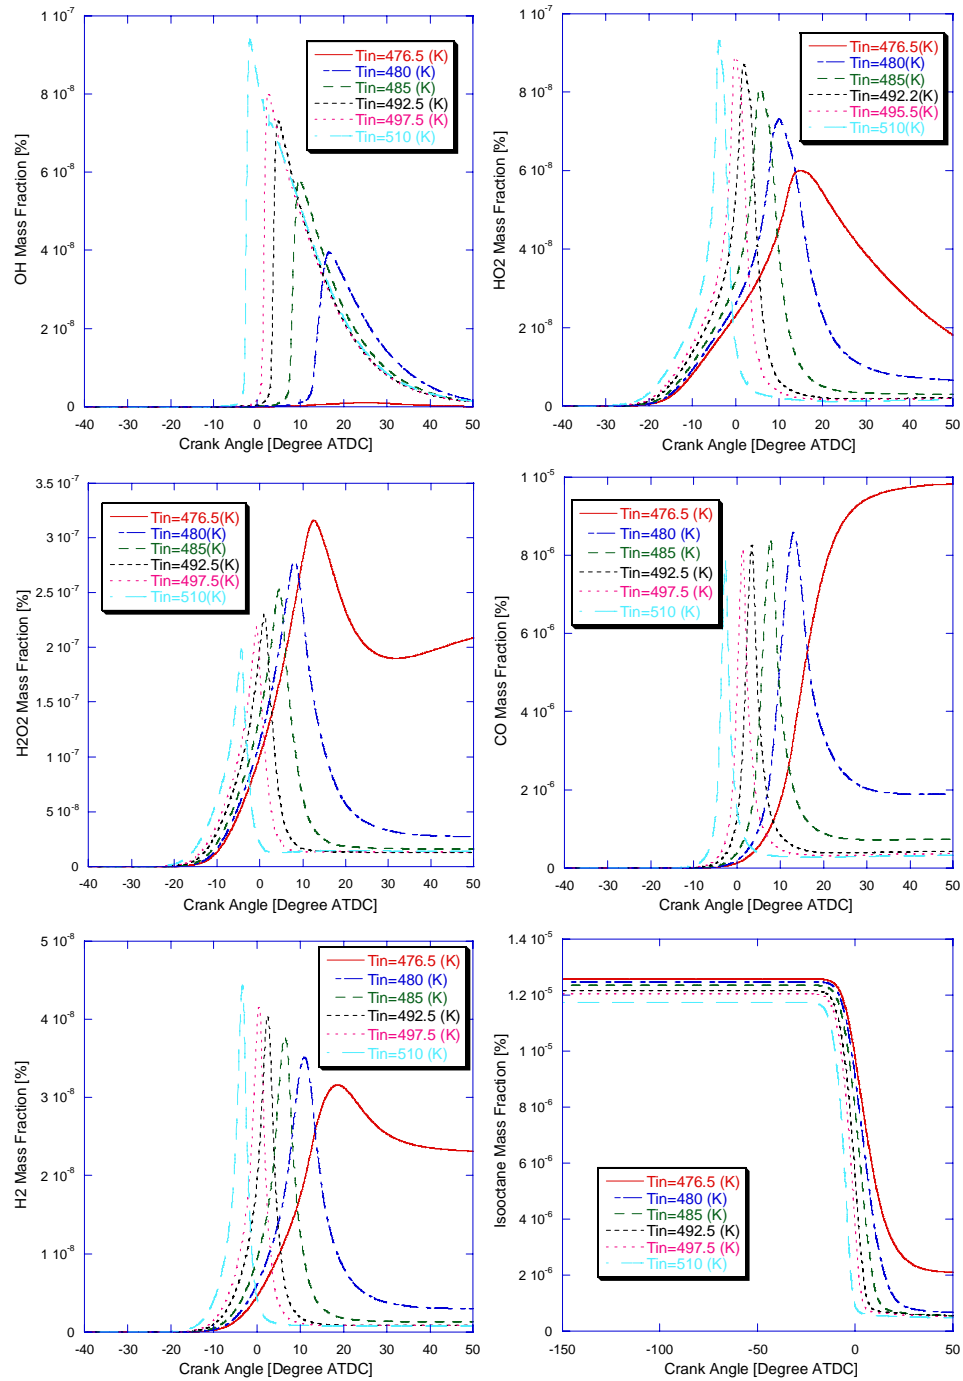 1 10⁻⁷
8 10⁻⁸
6 10⁻⁸
4 10⁻⁸
2 10⁻⁸
0
OH Mass Fraction [%]
Tin=476.5 (K)
Tin=480 (K)
Tin=485 (K)
Tin=492.5 (K)
Tin=497.5 (K)
Tin=510 (K)
-40 -30 -20 -10 0 10 20 30 40 50
Crank Angle [Degree ATDC]
1 10⁻⁷
8 10⁻⁸
6 10⁻⁸
4 10⁻⁸
2 10⁻⁸
0
HO2 Mass Fraction [%]
Tin=476.5(K)
Tin=480(K)
Tin=485(K)
Tin=492.2(K)
Tin=495.5(K)
Tin=510(K)
-40 -30 -20 -10 0 10 20 30 40 50
Crank Angle [Degree ATDC]
3.5 10⁻⁷
3 10⁻⁷
2.5 10⁻⁷
2 10⁻⁷
1.5 10⁻⁷
1 10⁻⁷
5 10⁻⁸
0
H2O2 Mass Fraction [%]
Tin=476.5(K)
Tin=480(K)
Tin=485(K)
Tin=492.5(K)
Tin=497.5(K)
Tin=510(K)
-40 -30 -20 -10 0 10 20 30 40 50
Crank Angle [Degree ATDC]
1 10⁻⁵
8 10⁻⁶
6 10⁻⁶
4 10⁻⁶
2 10⁻⁶
0
CO Mass Fraction [%]
Tin=476.5 (K)
Tin=480 (K)
Tin=485 (K)
Tin=492.5 (K)
Tin=497.5 (K)
Tin=510 (K)
-40 -30 -20 -10 0 10 20 30 40 50
Crank Angle [Degree ATDC]
5 10⁻⁸
4 10⁻⁸
3 10⁻⁸
2 10⁻⁸
1 10⁻⁸
0
H2 Mass Fraction [%]
Tin=476.5 (K)
Tin=480 (K)
Tin=485 (K)
Tin=492.5 (K)
Tin=497.5 (K)
Tin=510 (K)
-40 -30 -20 -10 0 10 20 30 40 50
Crank Angle [Degree ATDC]
1.4 10⁻⁵
1.2 10⁻⁵
1 10⁻⁵
8 10⁻⁶
6 10⁻⁶
4 10⁻⁶
2 10⁻⁶
0
Isooctane Mass Fraction [%]
Tin=476.5 (K)
Tin=480 (K)
Tin=485 (K)
Tin=492.5 (K)
Tin=497.5 (K)
Tin=510 (K)
-150 -100 -50 0 50
Crank Angle [Degree ATDC]